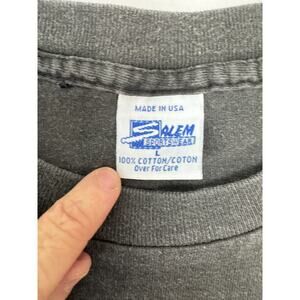 MADE IN USA
SALEM
SPORTSWEAR
L
100% COTTON/COTON
Over For Care